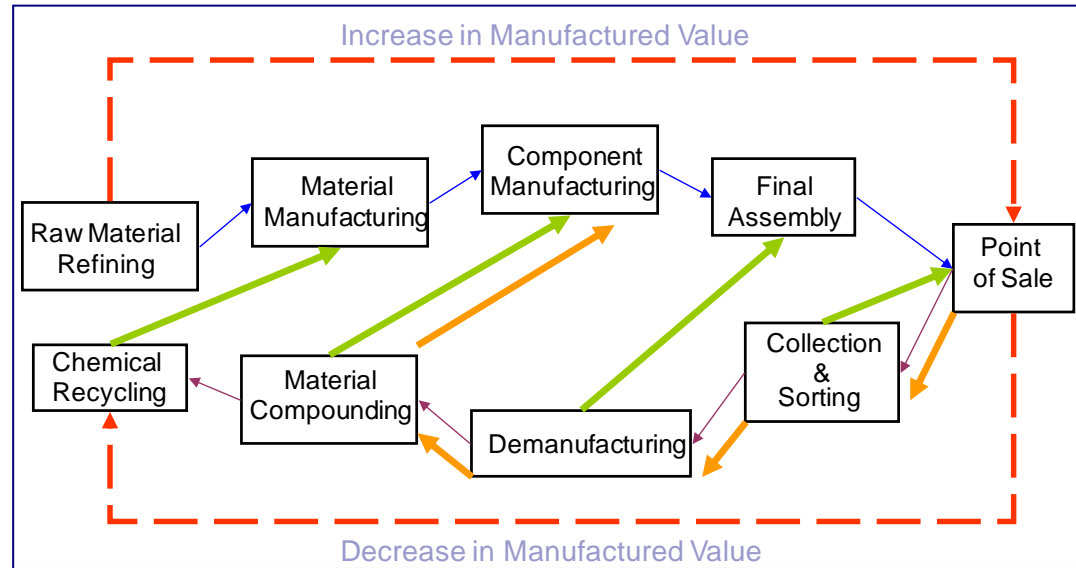 Increase in Manufactured Value
Component
Manufacturing
Material
Manufacturing
Final
Assembly
Raw Material
Refining
Point
of Sale
Chemical
Recycling
Material
Compounding
Collection
&
Sorting
Demanufacturing
Decrease in Manufactured Value